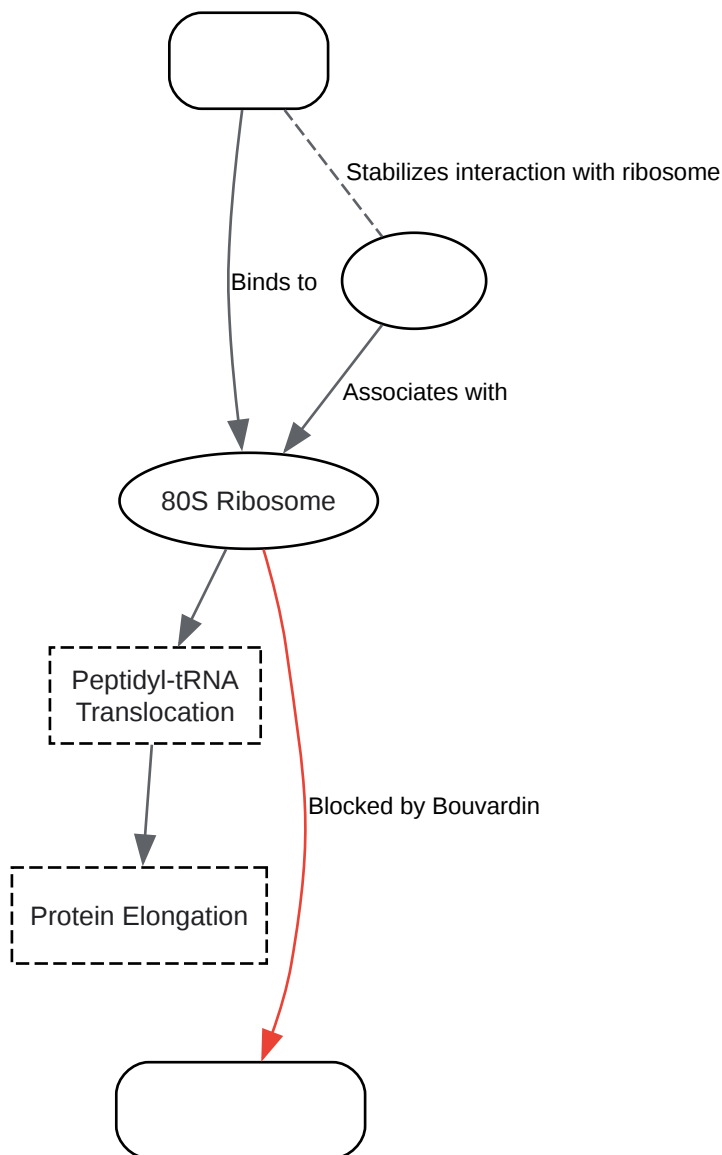 Stabilizes interaction with ribosome
Binds to
Associates with
80S Ribosome
Peptidyl-tRNA
Translocation
Blocked by Bouvardin
Protein Elongation